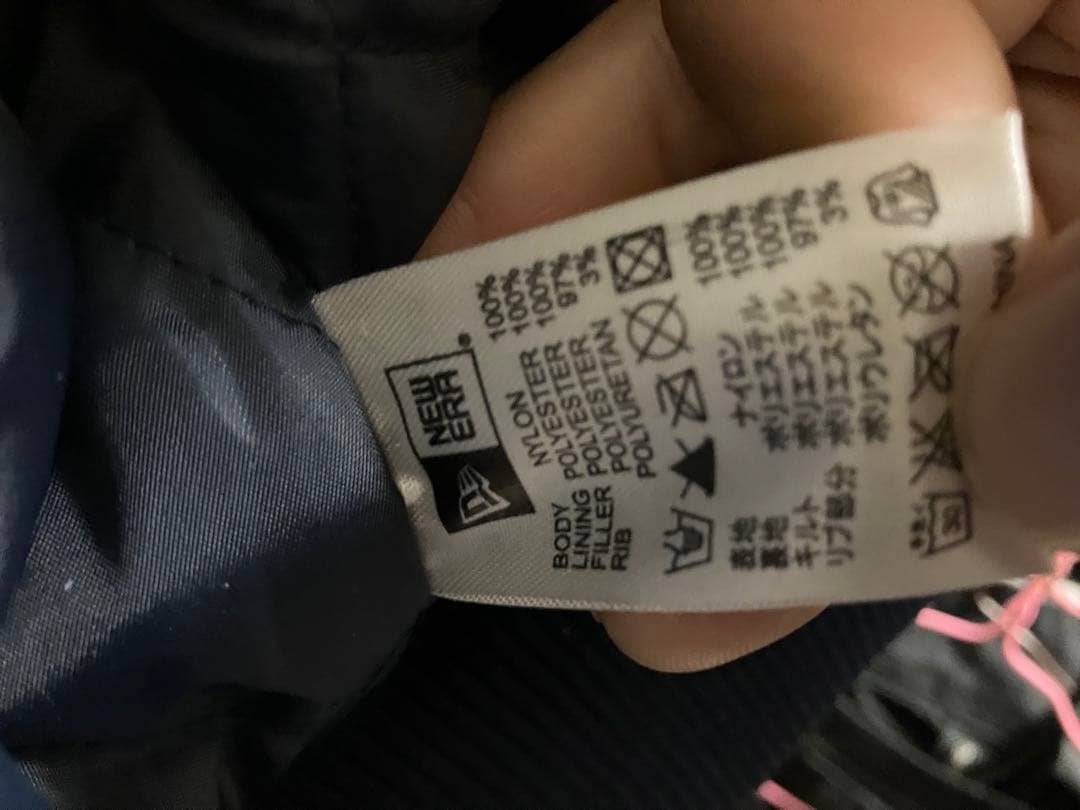 NEW
ERA
®
BODY NYLON 100%
LINING POLYESTER 100%
FILLER POLYESTER 100%
RIB POLYESTER 97%
POLYURETAN 3%
表地 ナイロン 100%
裏地 ポリエステル 100%
キルト ポリエステル 100%
リブ部分 ポリエステル 97%
ポリウレタン 3%